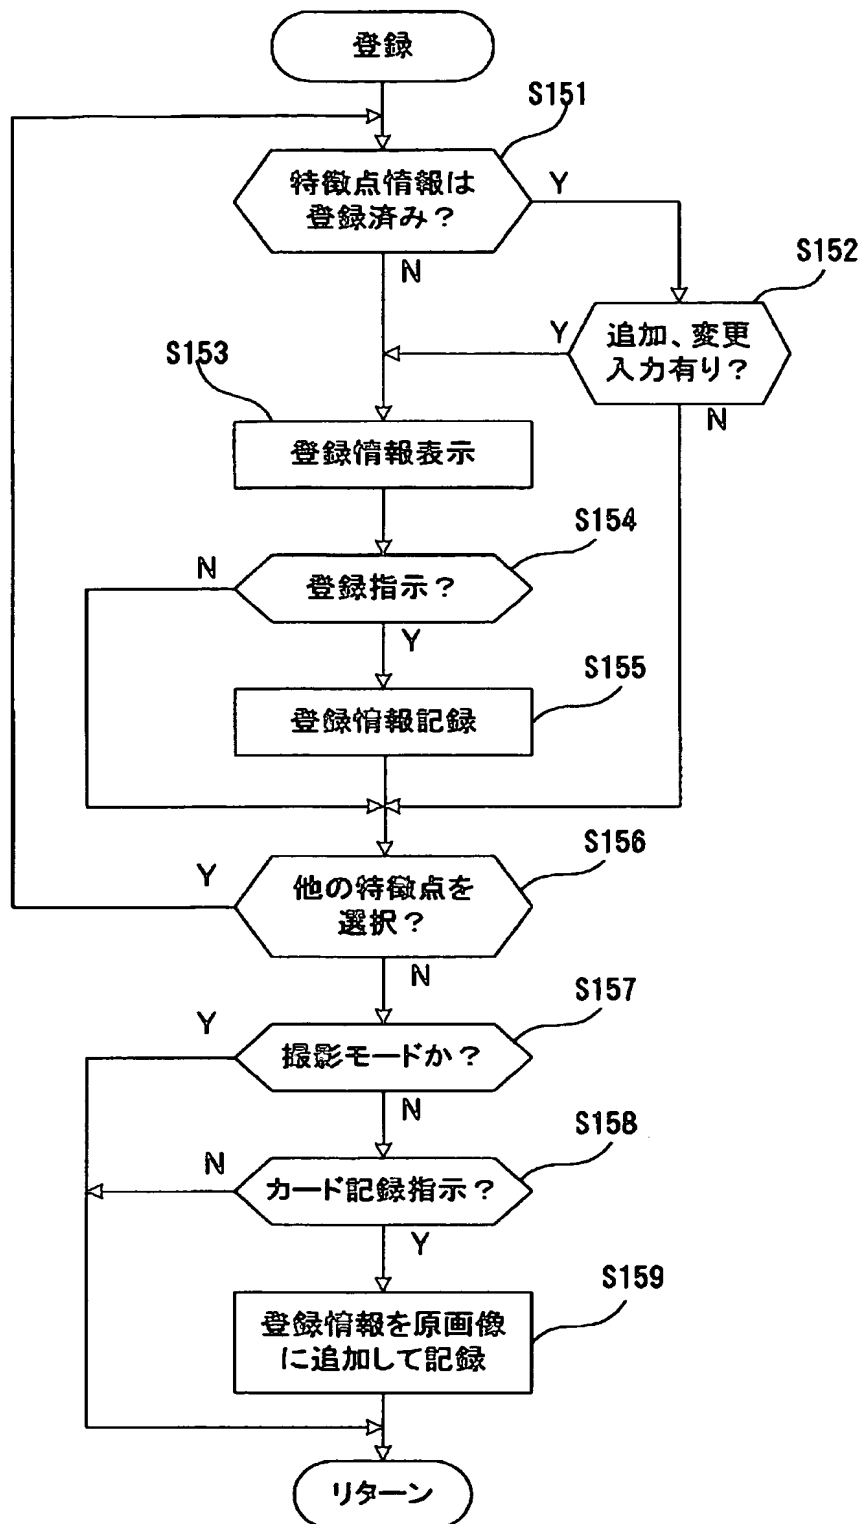 登録
S151
特徴点情報は
登録済み？
Y
N
S152
追加、変更
入力有り？
Y
N
S153
登録情報表示
S154
登録指示？
N
Y
S155
登録情報記録
S156
他の特徴点を
選択？
Y
N
S157
撮影モードか？
Y
N
S158
カード記録指示？
N
Y
S159
登録情報を原画像
に追加して記録
リターン